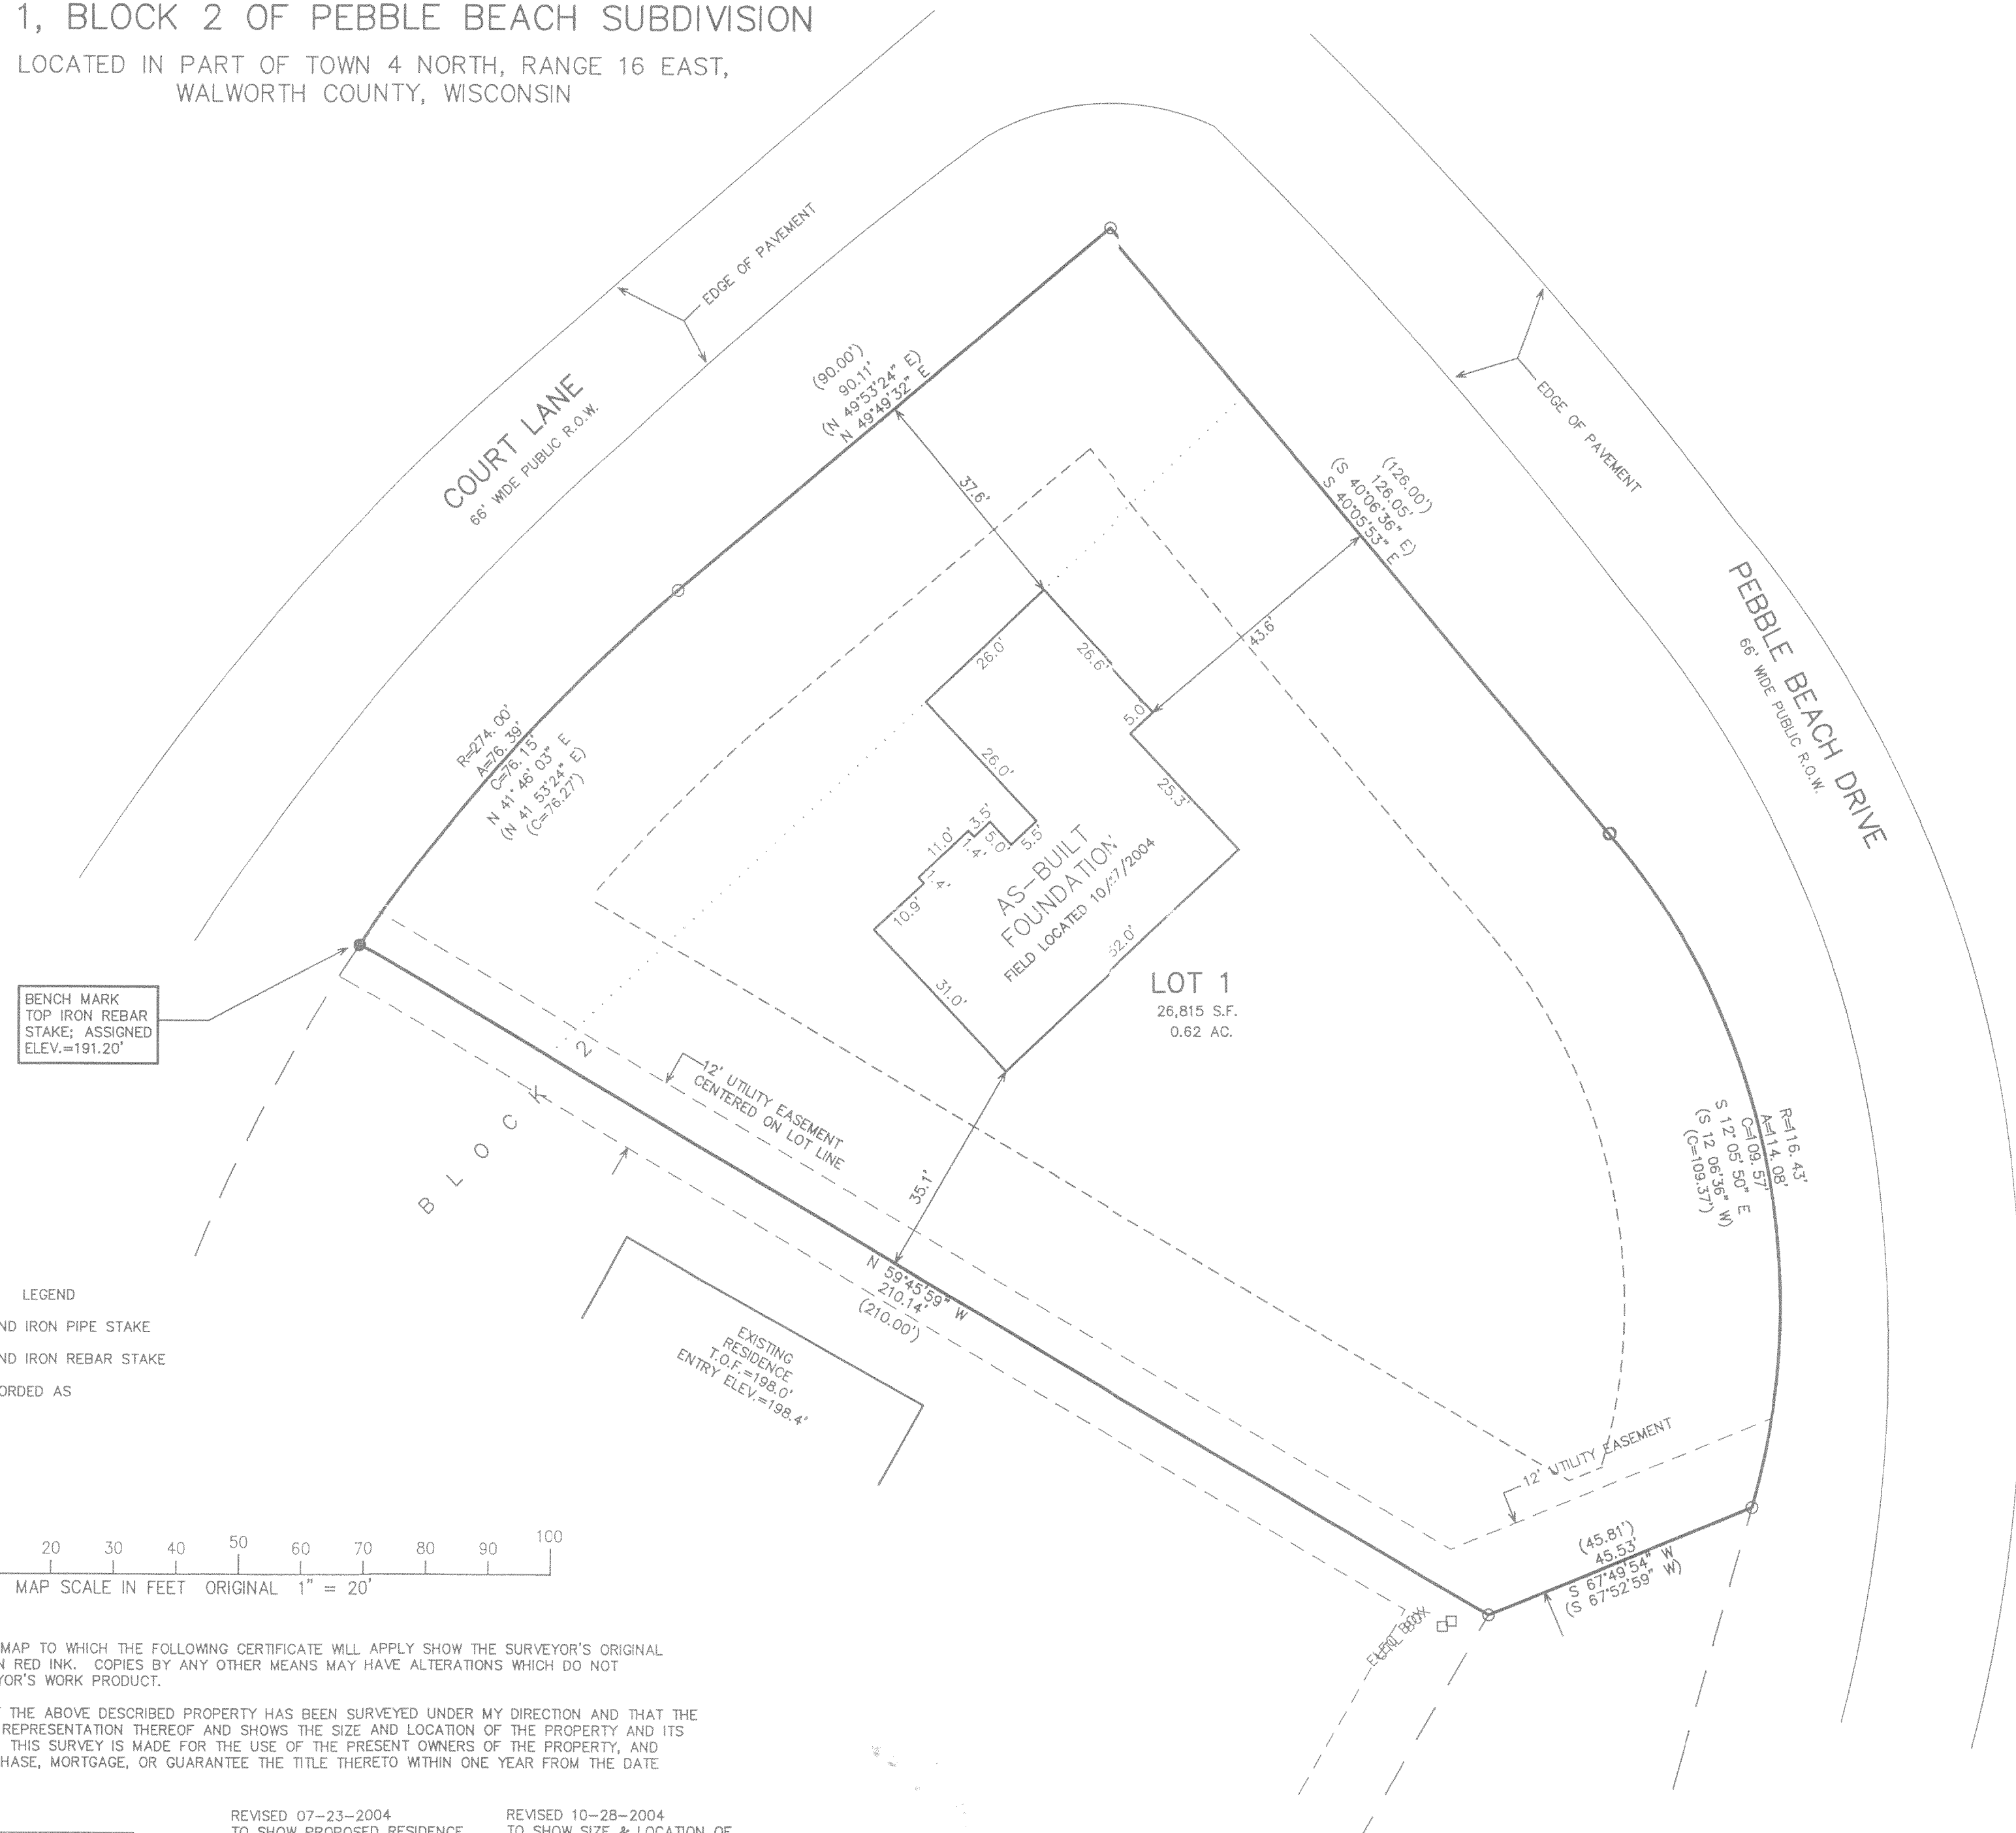 1, BLOCK 2 OF PEBBLE BEACH SUBDIVISION
LOCATED IN PART OF TOWN 4 NORTH, RANGE 16 EAST,
WALWORTH COUNTY, WISCONSIN
EDGE OF PAVEMENT
COURT LANE
66' WIDE PUBLIC R.O.W.
(90.00')
90.11'
(N 49°53'24" E)
N 49°49'32" E
EDGE OF PAVEMENT
(126.00')
126.05'
(S 40°06'36" E)
S 40°05'53" E
PEBBLE BEACH DRIVE
66' WIDE PUBLIC R.O.W.
37.6'
43.6'
26.0'
26.6'
5.0'
26.0'
25.3'
3.5'
11.0'
1.4'
5.0'
5.5'
1.4'
10.9'
31.0'
AS-BUILT
FOUNDATION
FIELD LOCATED
R=274.00'
A=76.39'
C=76.15'
N 41°46'03" E
(N 41 53'24" E)
(C=76.27')
LOT 1
26,815 S.F.
0.62 AC.
BENCH MARK
TOP IRON REBAR
STAKE; ASSIGNED
ELEV.=191.20'
BLOCK 2
12' UTILITY EASEMENT
CENTERED ON LOT LINE
35.1'
R=116.43'
A=114.08'
C=109.57'
S 12°05'50" E
(S 12 06'36" W)
(C=109.37')
N 59°45'59" W
210.14'
(210.00')
EXISTING
RESIDENCE
T.O.F.=198.0'
ENTRY ELEV.=198.4'
12' UTILITY EASEMENT
(45.81')
45.53'
S 67°49'54" W
(S 67°52'59" W)
LEGEND
ND IRON PIPE STAKE
ND IRON REBAR STAKE
ORDED AS
20 30 40 50 60 70 80 90 100
MAP SCALE IN FEET ORIGINAL 1" = 20'
MAP TO WHICH THE FOLLOWING CERTIFICATE WILL APPLY SHOW THE SURVEYOR'S ORIGINAL
N RED INK. COPIES BY ANY OTHER MEANS MAY HAVE ALTERATIONS WHICH DO NOT
YOR'S WORK PRODUCT.
THE ABOVE DESCRIBED PROPERTY HAS BEEN SURVEYED UNDER MY DIRECTION AND THAT THE
REPRESENTATION THEREOF AND SHOWS THE SIZE AND LOCATION OF THE PROPERTY AND ITS
THIS SURVEY IS MADE FOR THE USE OF THE PRESENT OWNERS OF THE PROPERTY, AND
HASE, MORTGAGE, OR GUARANTEE THE TITLE THERETO WITHIN ONE YEAR FROM THE DATE
REVISED 07-23-2004
TO SHOW PROPOSED RESIDENCE
REVISED 10-28-2004
TO SHOW SIZE & LOCATION OF